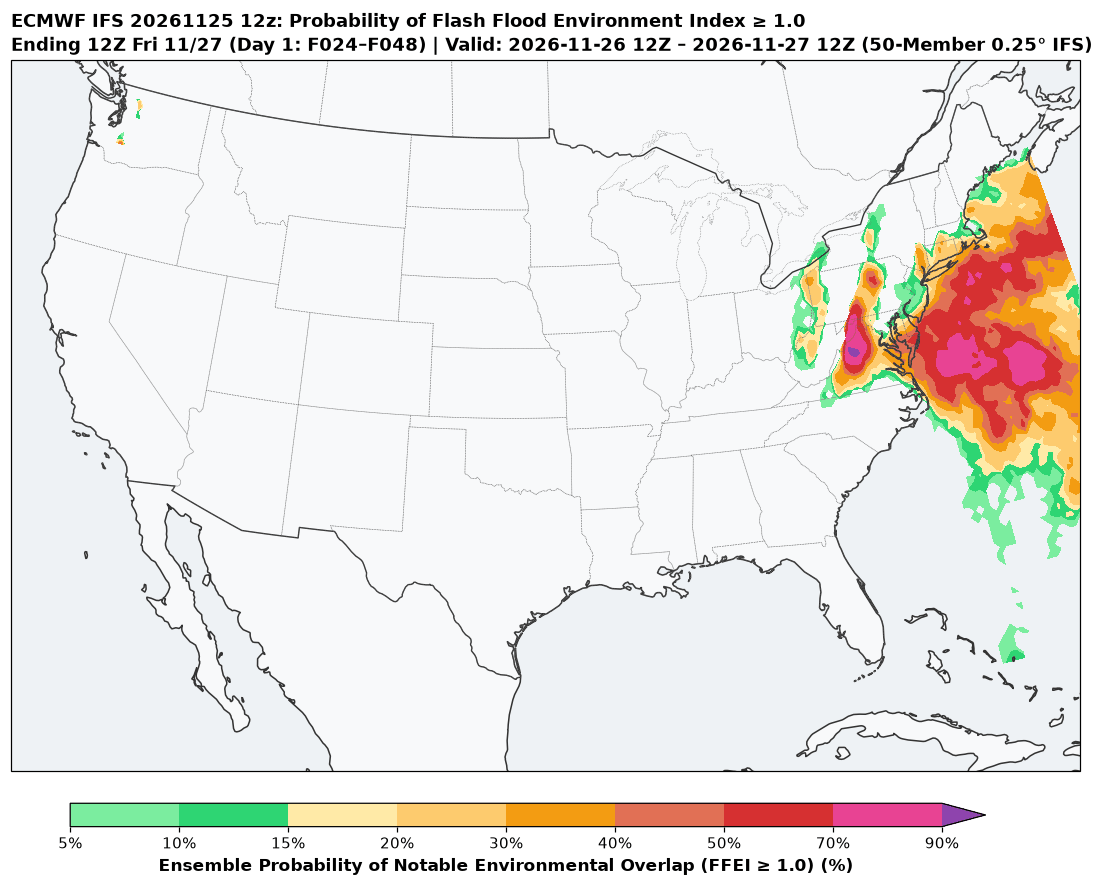 ECMWF IFS 20261125 12z: Probability of Flash Flood Environment Index ≥ 1.0
Ending 12Z Fri 11/27 (Day 1: F024–F048) | Valid: 2026-11-26 12Z – 2026-11-27 12Z (50-Member 0.25° IFS)
5% 10% 15% 20% 30% 40% 50% 70% 90%
Ensemble Probability of Notable Environmental Overlap (FFEI ≥ 1.0) (%)